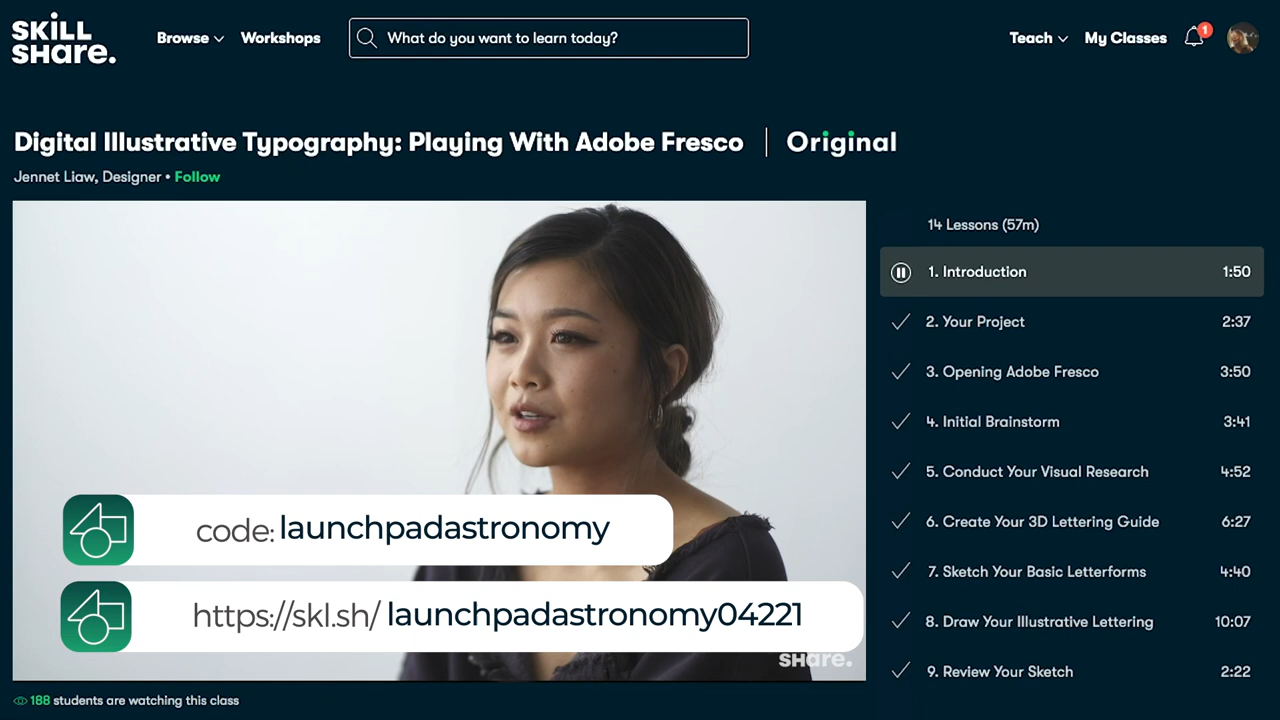 SKiLL
SHare.
Browse
Workshops
What do you want to learn today?
Teach
My Classes
1
Digital Illustrative Typography: Playing With Adobe Fresco | Original
Jennet Liaw, Designer • Follow
14 Lessons (57m)
1. Introduction 1:50
2. Your Project 2:37
3. Opening Adobe Fresco 3:50
4. Initial Brainstorm 3:41
5. Conduct Your Visual Research 4:52
6. Create Your 3D Lettering Guide 6:27
7. Sketch Your Basic Letterforms 4:40
8. Draw Your Illustrative Lettering 10:07
9. Review Your Sketch 2:22
code: launchpadastronomy
https://skl.sh/ launchpadastronomy04221
SHare.
188 students are watching this class